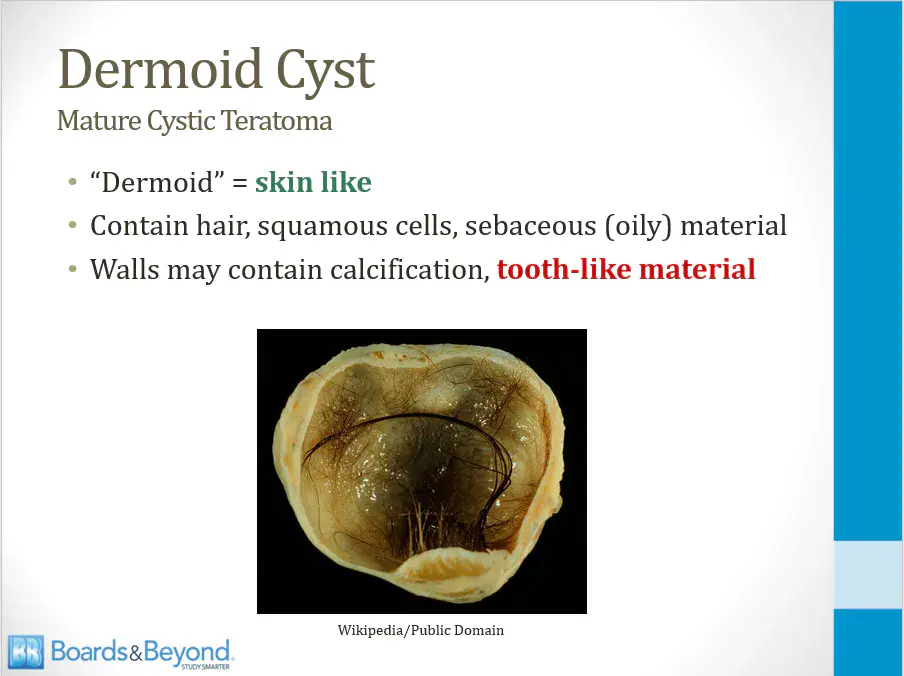 Dermoid Cyst
Mature Cystic Teratoma
• “Dermoid” = skin like
• Contain hair, squamous cells, sebaceous (oily) material
• Walls may contain calcification, tooth-like material
Wikipedia/Public Domain
BB Boards&Beyond.
STUDY SMARTER